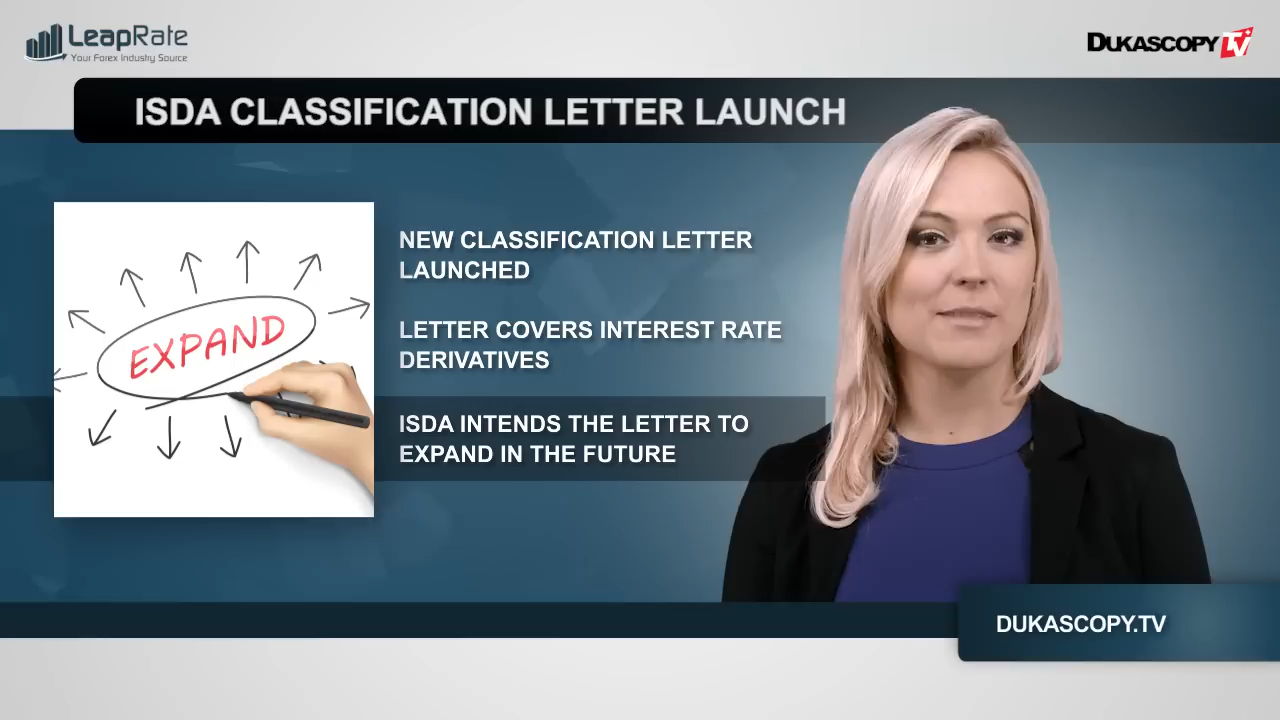 LeapRate
Your Forex Industry Source
DUKASCOPY TV
ISDA CLASSIFICATION LETTER LAUNCH
EXPAND
NEW CLASSIFICATION LETTER
LAUNCHED
LETTER COVERS INTEREST RATE
DERIVATIVES
ISDA INTENDS THE LETTER TO
EXPAND IN THE FUTURE
DUKASCOPY.TV